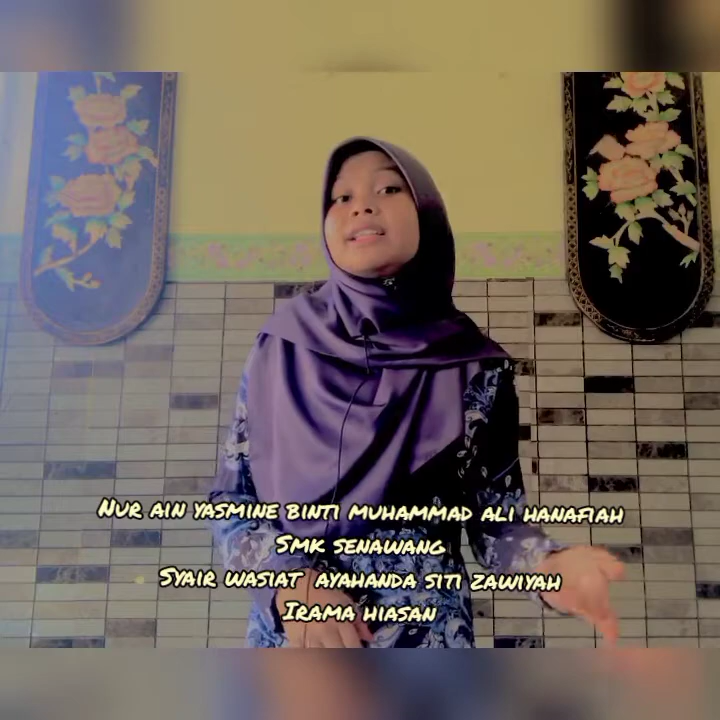 Nur ain yasmine binti muhammad ali hanafiah
Smk senawang
Syair wasiat ayahanda siti zawiyah
Irama hiasan